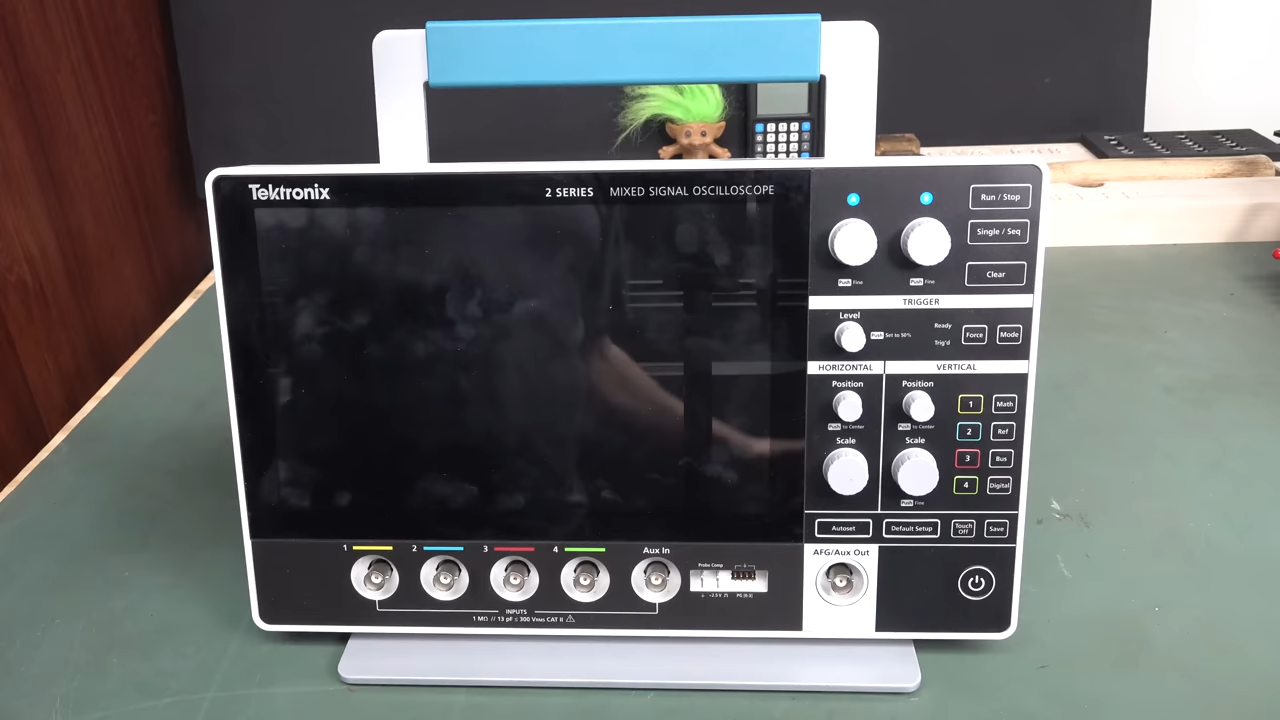 Tektronix
2 SERIES MIXED SIGNAL OSCILLOSCOPE
A B
Run / Stop
Single / Seq
Push Fine
Push Fine
Clear
TRIGGER
Level
Push Set to 50%
Ready
Trig'd
Force
Mode
HORIZONTAL
Position
Push to Center
Scale
VERTICAL
Position
Push to Center
Scale
Push Fine
1 Math
2 Ref
3 Bus
4 Digital
Autoset
Default Setup
Touch
Off
Save
1 2 3 4 Aux In
Probe Comp
PG [0:3]
INPUTS
1 MΩ // 13 pF ≤ 300 VRMS CAT II
AFG/Aux Out